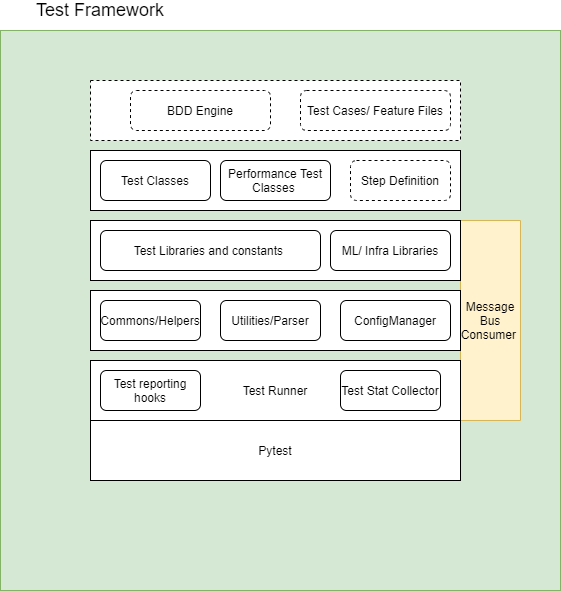 Test Framework
BDD Engine
Test Cases/ Feature Files
Test Classes
Performance Test
Classes
Step Definition
Test Libraries and constants
ML/ Infra Libraries
Message
Bus
Consumer
Commons/Helpers
Utilities/Parser
ConfigManager
Test reporting
hooks
Test Runner
Test Stat Collector
Pytest